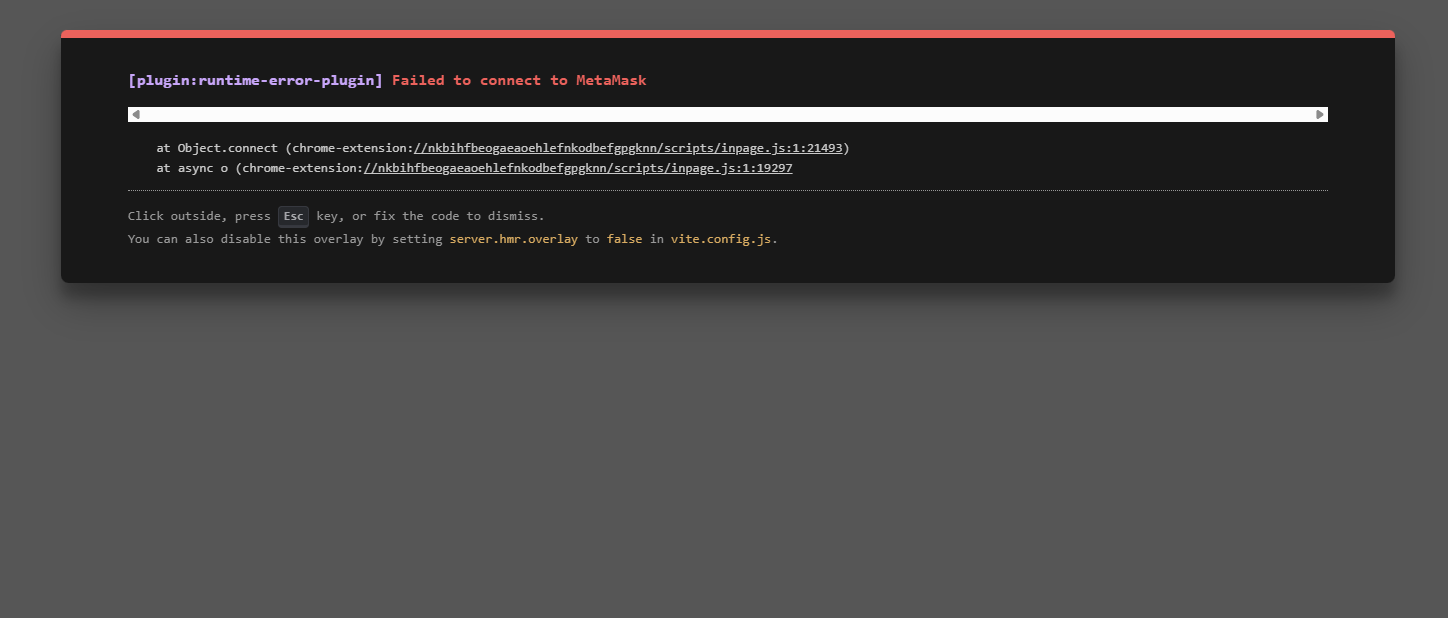 [plugin:runtime-error-plugin] Failed to connect to MetaMask
at Object.connect (chrome-extension://nkbihfbeogaeaoehlefnkodbefgpgknn/scripts/inpage.js:1:21493)
at async o (chrome-extension://nkbihfbeogaeaoehlefnkodbefgpgknn/scripts/inpage.js:1:19297
Click outside, press Esc key, or fix the code to dismiss.
You can also disable this overlay by setting server.hmr.overlay to false in vite.config.js.